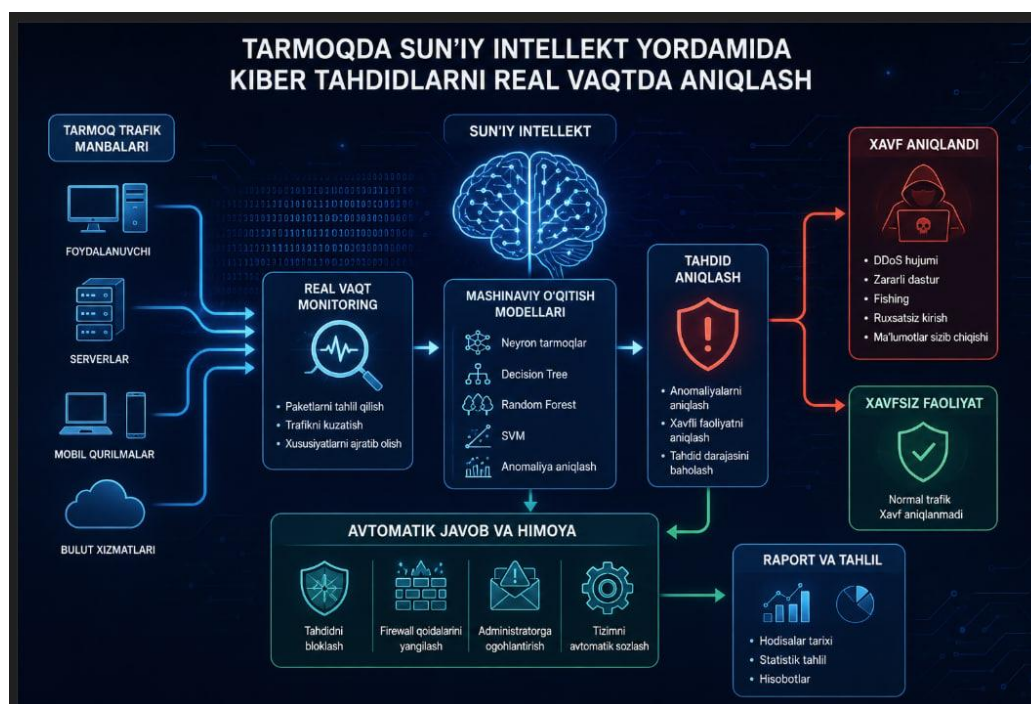 TARMOQDA SUN'IY INTELLEKT YORDAMIDA
KIBER TAHDIDLARNI REAL VAQTDA ANIQLASH
TARMOQ TRAFIK
MANBALARI
FOYDALANUVCHI
SERVERLAR
MOBIL QURILMALAR
BULUT XIZMATLARI
REAL VAQT
MONITORING
• Paketlarni tahlil qilish
• Trafikni kuzatish
• Xususiyatlarni ajratib olish
SUN'IY INTELLEKT
MASHINAVIY O'QITISH
MODELLARI
Neyron tarmoqlar
Decision Tree
Random Forest
SVM
Anomaliya aniqlash
TAHDID
ANIQLASH
• Anomaliyalarni
aniqlash
• Xavfli faoliyatni
aniqlash
• Tahdid darajasini
baholash
XAVF ANIQLANDI
• DDoS hujumi
• Zararli dastur
• Fishing
• Ruxsatsiz kirish
• Ma'lumotlar sizib chiqishi
XAVFSIZ FAOLIYAT
Normal trafik
Xavf aniqlanmadi
AVTOMATIK JAVOB VA HIMOYA
Tahdidni
bloklash
Firewall qoidalarini
yangilash
Administratorga
ogohlantirish
Tizimni
avtomatik sozlash
RAPORT VA TAHLIL
• Hodisalar tarixi
• Statistik tahlil
• Hisobotlar